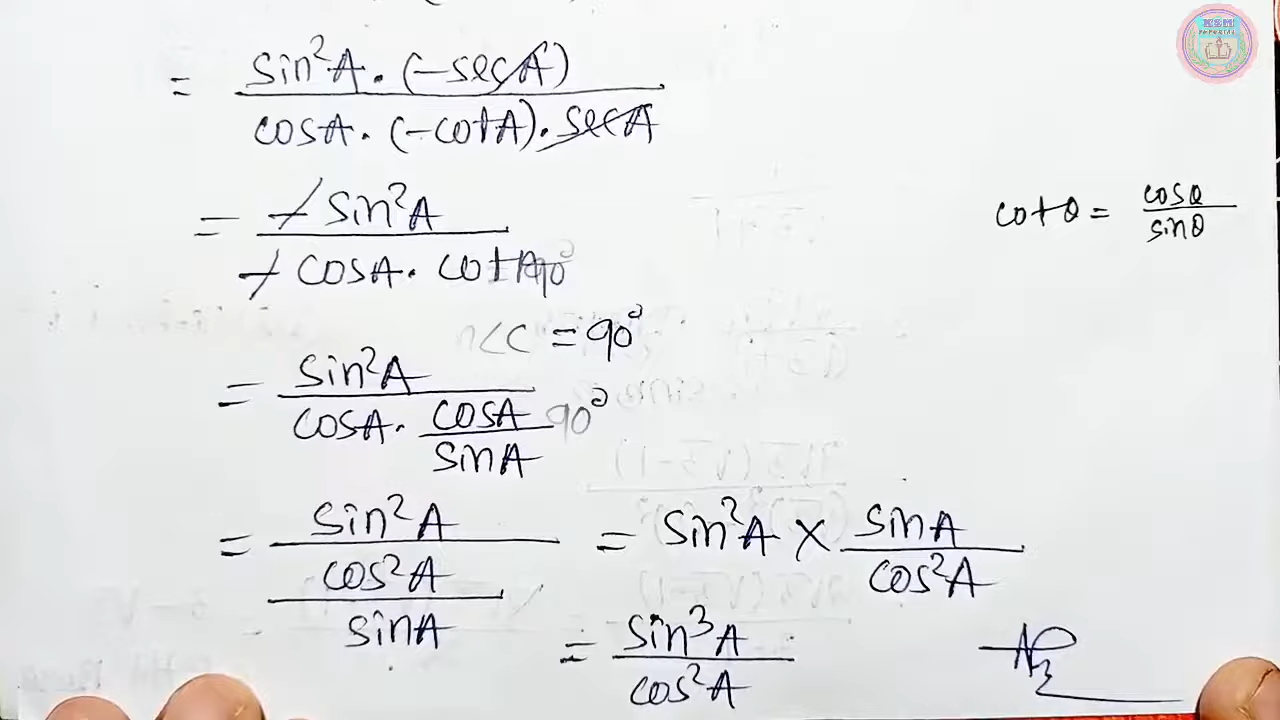 KSM
= sin²A · (-secA) / cosA · (-cotA) · secA
= - sin²A / - cosA · cotA
90°
cotθ = cosθ / sinθ
<C = 90°
= sin²A / cosA · cosA / sinA
90°
= sin²A / cos²A / sinA = sin²A × sinA / cos²A
= sin³A / cos²A